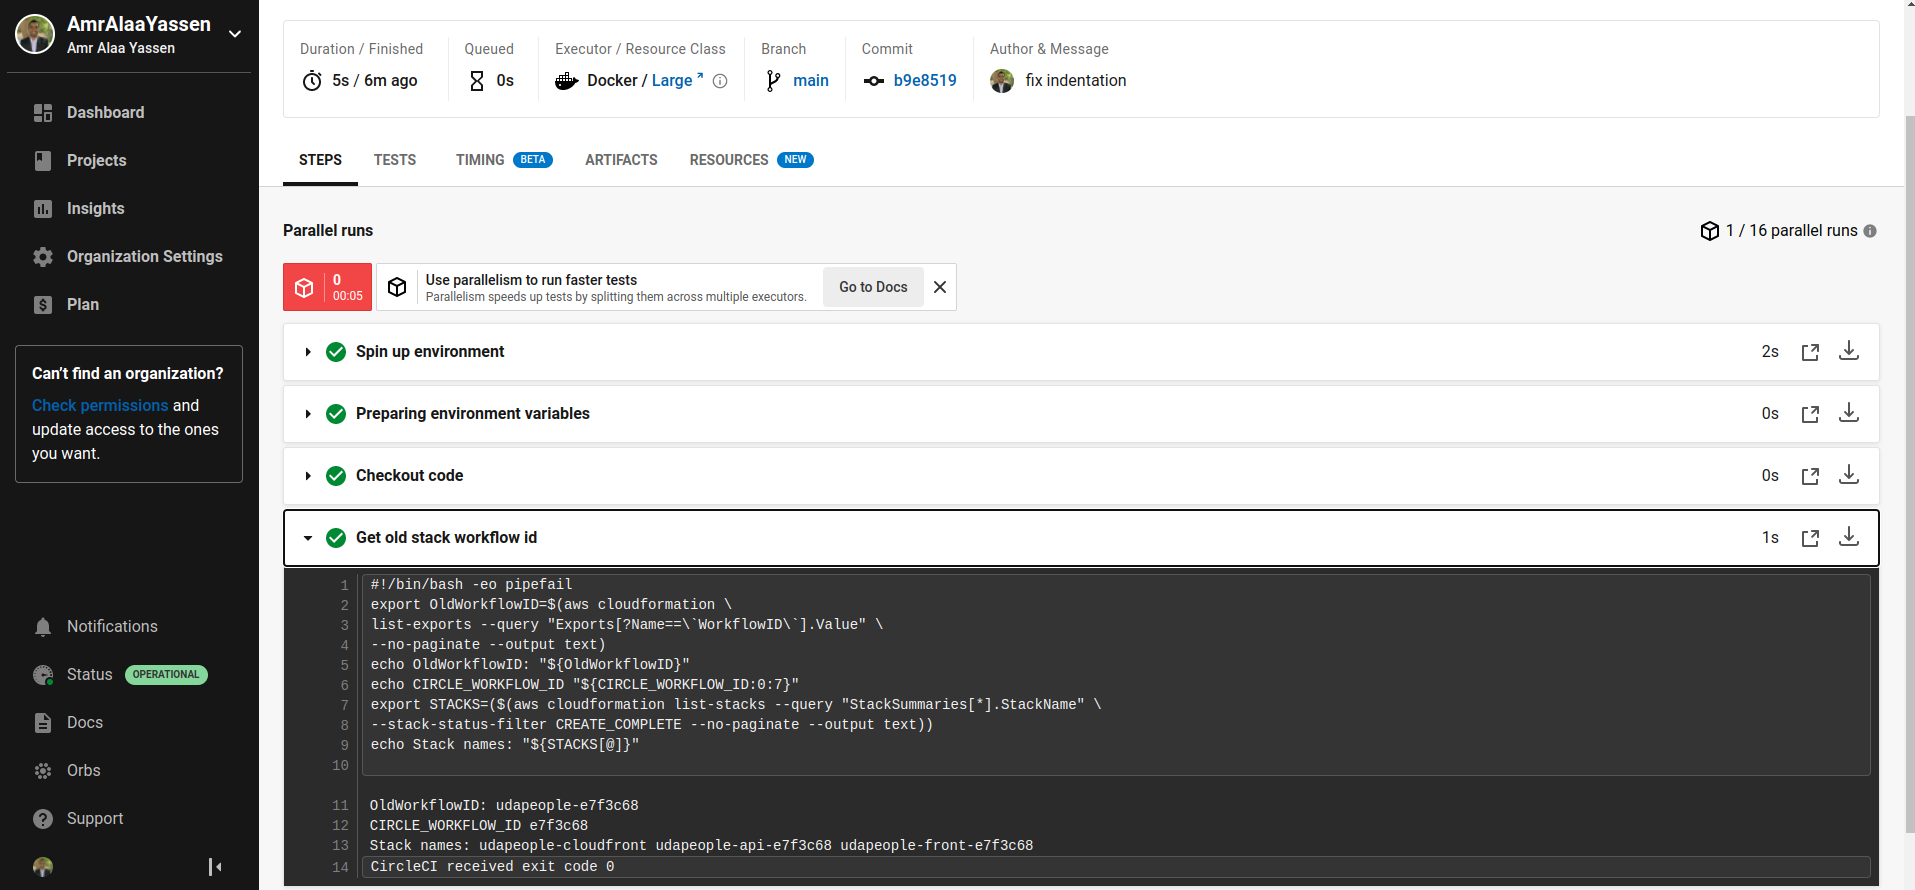 AmrAlaaYassen
Amr Alaa Yassen
Dashboard
Projects
Insights
Organization Settings
Plan
Can't find an organization?
Check permissions and
update access to the ones
you want.
Notifications
Status OPERATIONAL
Docs
Orbs
Support
Duration / Finished
5s / 6m ago
Queued
0s
Executor / Resource Class
Docker / Large
Branch
main
Commit
b9e8519
Author & Message
fix indentation
STEPS TESTS TIMING BETA ARTIFACTS RESOURCES NEW
Parallel runs
1 / 16 parallel runs
0
00:05
Use parallelism to run faster tests
Parallelism speeds up tests by splitting them across multiple executors.
Go to Docs
Spin up environment 2s
Preparing environment variables 0s
Checkout code 0s
Get old stack workflow id 1s
1 #!/bin/bash -eo pipefail
2 export OldWorkflowID=$(aws cloudformation \
3 list-exports --query "Exports[?Name==\`WorkflowID\`].Value" \
4 --no-paginate --output text)
5 echo OldWorkflowID: "${OldWorkflowID}"
6 echo CIRCLE_WORKFLOW_ID "${CIRCLE_WORKFLOW_ID:0:7}"
7 export STACKS=($(aws cloudformation list-stacks --query "StackSummaries[*].StackName" \
8 --stack-status-filter CREATE_COMPLETE --no-paginate --output text))
9 echo Stack names: "${STACKS[@]}"
10
11 OldWorkflowID: udapeople-e7f3c68
12 CIRCLE_WORKFLOW_ID e7f3c68
13 Stack names: udapeople-cloudfront udapeople-api-e7f3c68 udapeople-front-e7f3c68
14 CircleCI received exit code 0